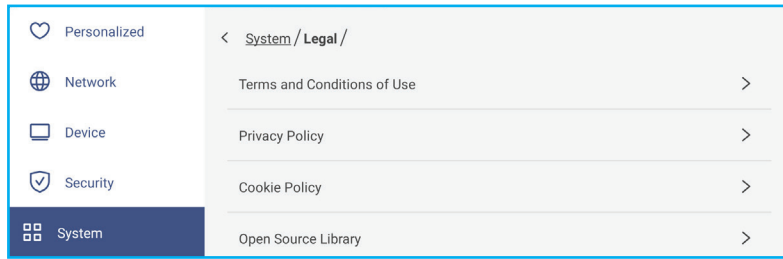 Personalized
Network
Device
Security
System
System / Legal /
Terms and Conditions of Use
Privacy Policy
Cookie Policy
Open Source Library